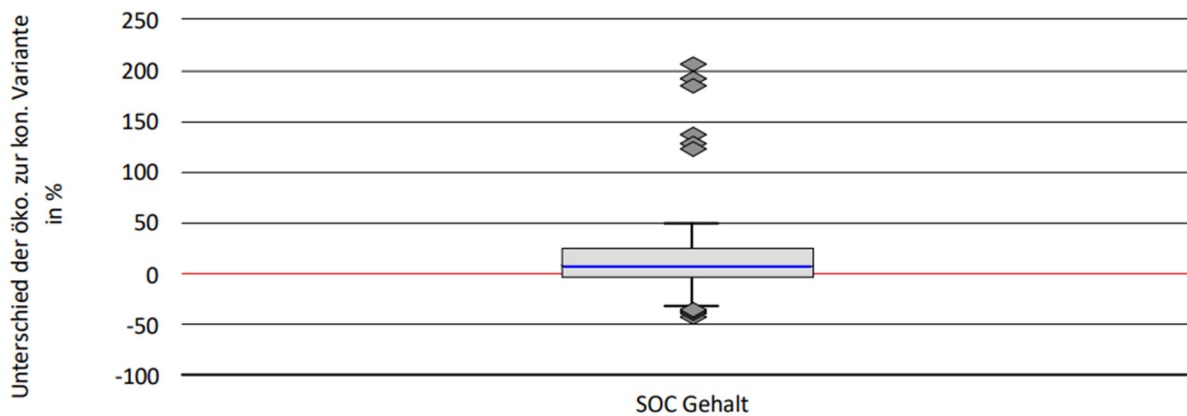 Unterschied der öko. zur kon. Variante
in %
250
200
150
100
50
0
-50
-100
SOC Gehalt